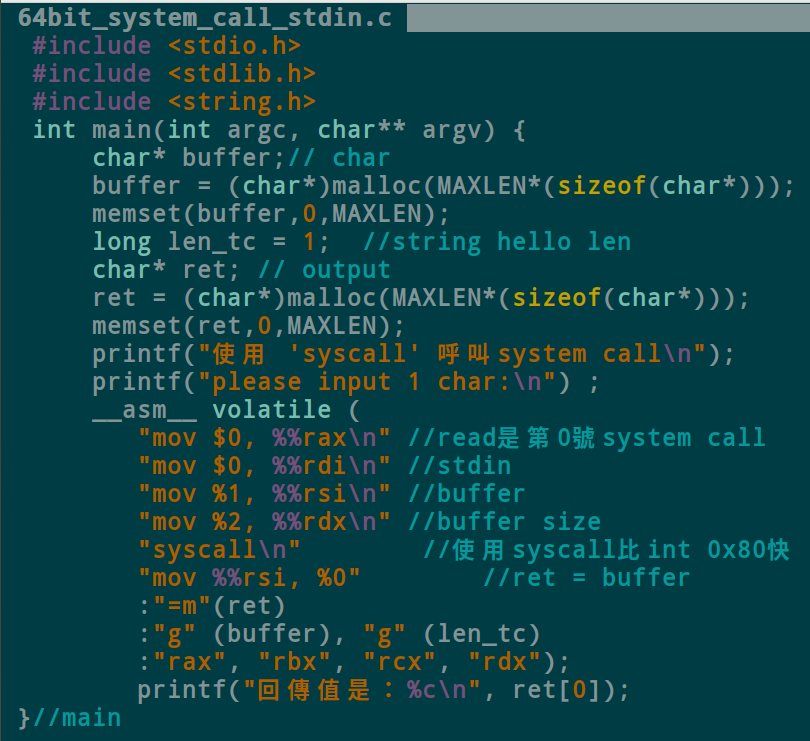 64bit_system_call_stdin.c
#include <stdio.h>
#include <stdlib.h>
#include <string.h>
int main(int argc, char** argv) {
    char* buffer;// char
    buffer = (char*)malloc(MAXLEN*(sizeof(char*)));
    memset(buffer,0,MAXLEN);
    long len_tc = 1;  //string hello len
    char* ret; // output
    ret = (char*)malloc(MAXLEN*(sizeof(char*)));
    memset(ret,0,MAXLEN);
    printf("使用 'syscall' 呼叫system call\n");
    printf("please input 1 char:\n") ;
    __asm__ volatile (
       "mov $0, %%rax\n" //read是第0號system call
       "mov $0, %%rdi\n" //stdin
       "mov %1, %%rsi\n" //buffer
       "mov %2, %%rdx\n" //buffer size
       "syscall\n"        //使用syscall比int 0x80快
       "mov %%rsi, %0"        //ret = buffer
       :"=m"(ret)
       :"g" (buffer), "g" (len_tc)
       :"rax", "rbx", "rcx", "rdx");
       printf("回傳值是：%c\n", ret[0]);
}//main